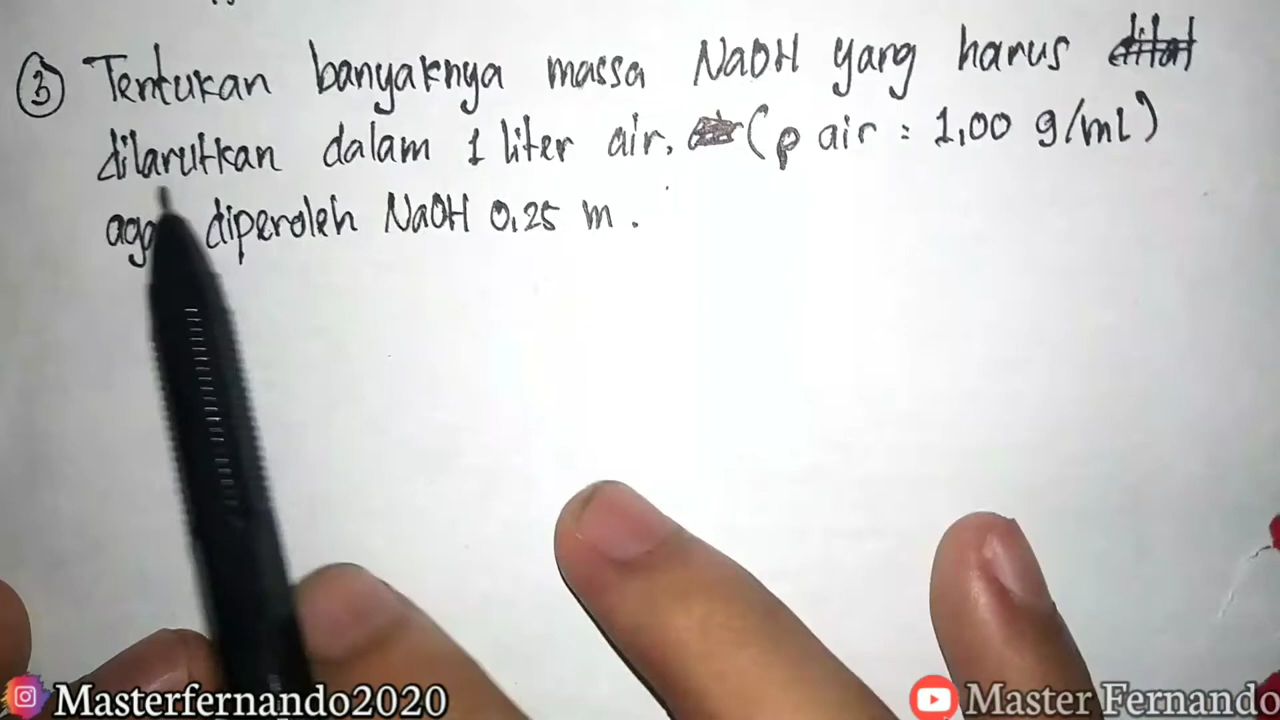 ③ Tentukan banyaknya massa NaOH yang harus
dilarutkan dalam 1 liter air. (ρ air = 1,00 g/mL)
diperoleh NaOH 0,25 m.
Masterfernando2020
Master Fernando